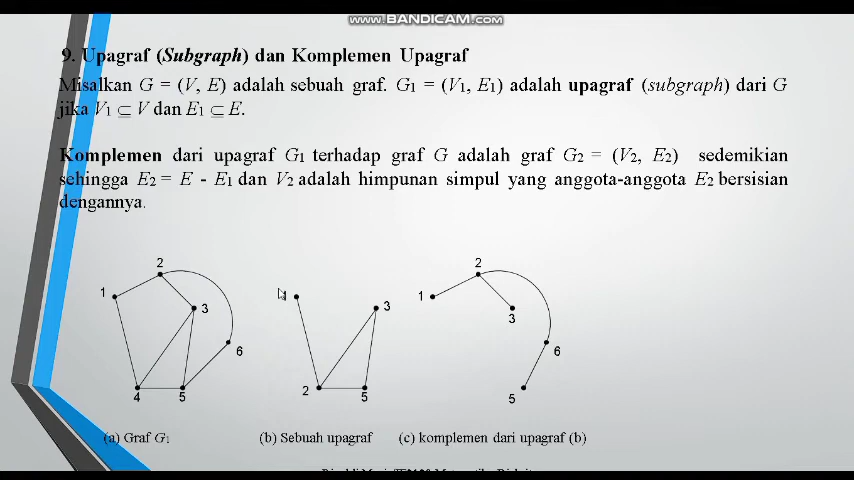 www.BANDICAM.com
9. Upagraf (Subgraph) dan Komplemen Upagraf
Misalkan G = (V, E) adalah sebuah graf. G1 = (V1, E1) adalah upagraf (subgraph) dari G
jika V1 ⊆ V dan E1 ⊆ E.
Komplemen dari upagraf G1 terhadap graf G adalah graf G2 = (V2, E2) sedemikian
sehingga E2 = E - E1 dan V2 adalah himpunan simpul yang anggota-anggota E2 bersisian
dengannya.
2
1
3
6
4 5
3
2 5
2
1
3
6
5
(a) Graf G1 (b) Sebuah upagraf (c) komplemen dari upagraf (b)